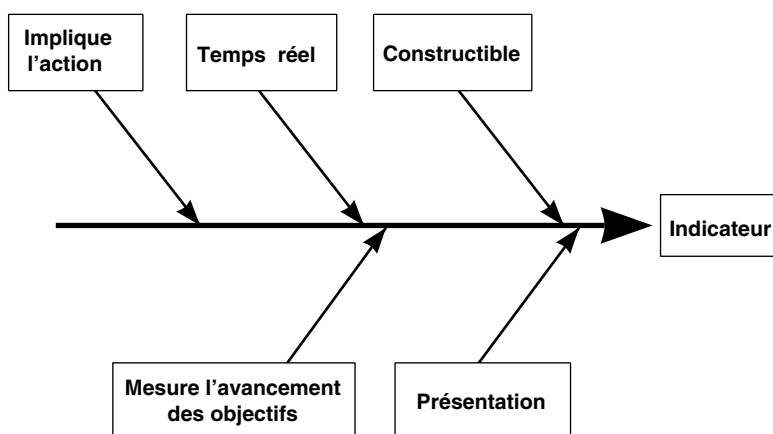 Implique
l'action
Temps réel
Constructible
Indicateur
Mesure l'avancement
des objectifs
Présentation